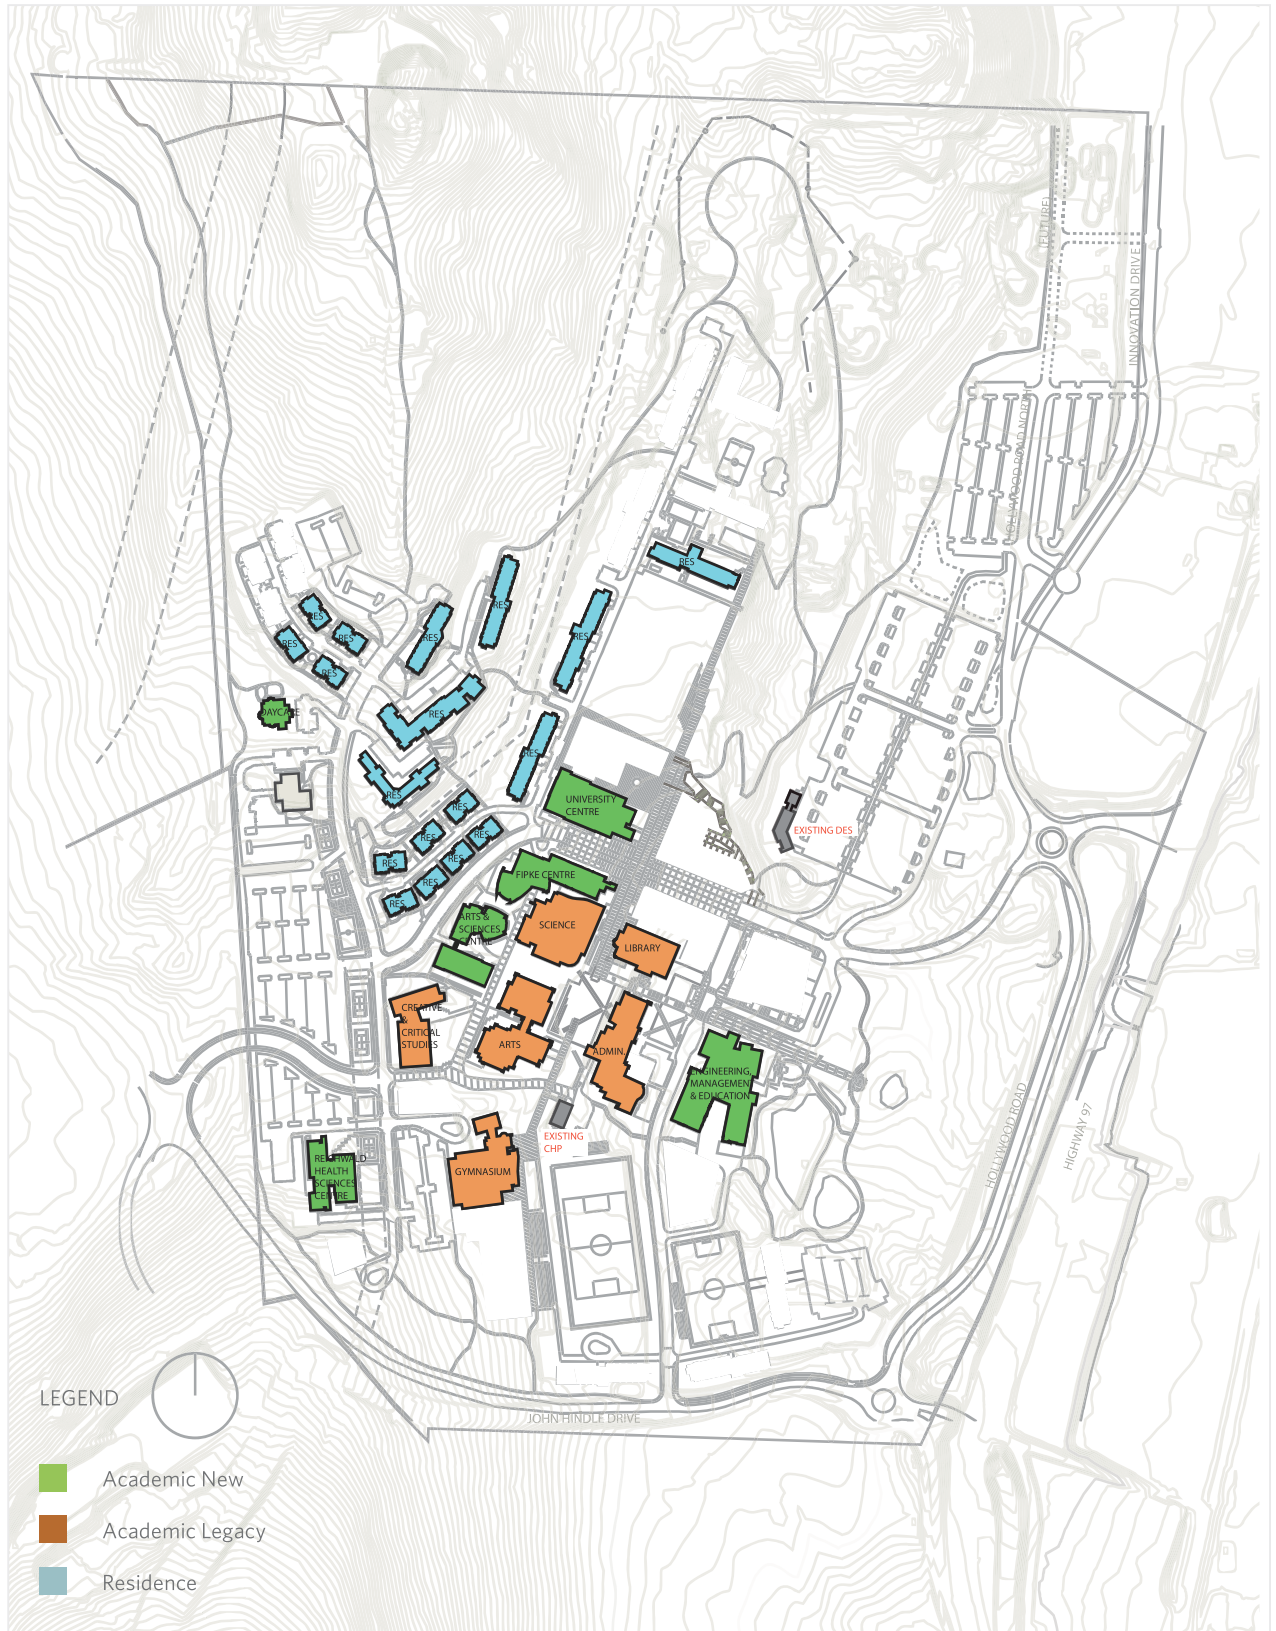 (FUTURE)
INNOVATION DRIVE
HOLLYWOOD ROAD NORTH
RES
RES
RES
RES
RES
RES
RES
RES
RES
DAYCARE
RES
RES
RES
UNIVERSITY
CENTRE
RES
RES
RES
RES
RES
RES
RES
EXISTING DES
FIPKE CENTRE
ARTS &
SCIENCES
CENTRE
SCIENCE
LIBRARY
CREATIVE
&
CRITICAL
STUDIES
ARTS
ADMIN.
ENGINEERING,
MANAGEMENT
& EDUCATION
EXISTING
CHP
REICHWALD
HEALTH
SCIENCES
CENTRE
GYMNASIUM
HOLLYWOOD ROAD
HIGHWAY 97
JOHN HINDLE DRIVE
LEGEND
Academic New
Academic Legacy
Residence